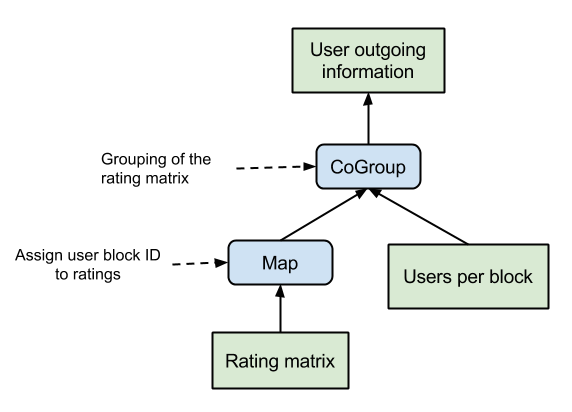 User outgoing
information
Grouping of the
rating matrix
CoGroup
Assign user block ID
to ratings
Map
Users per block
Rating matrix